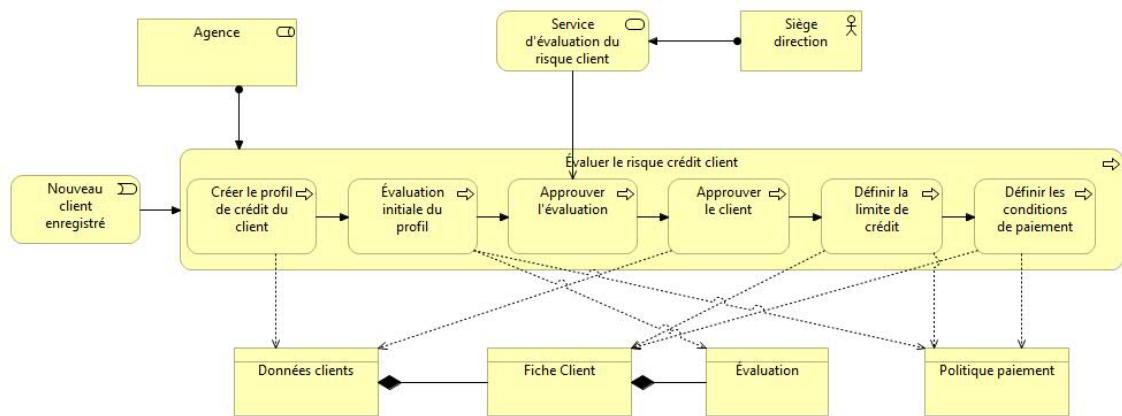 Agence
Service
d'évaluation du
risque client
Siège
direction
Évaluer le risque crédit client
Nouveau
client
enregistré
Créer le profil
de crédit du
client
Évaluation
initiale du
profil
Approuver
l'évaluation
Approuver
le client
Définir la
limite de
crédit
Définir les
conditions
de paiement
Données clients
Fiche Client
Évaluation
Politique paiement